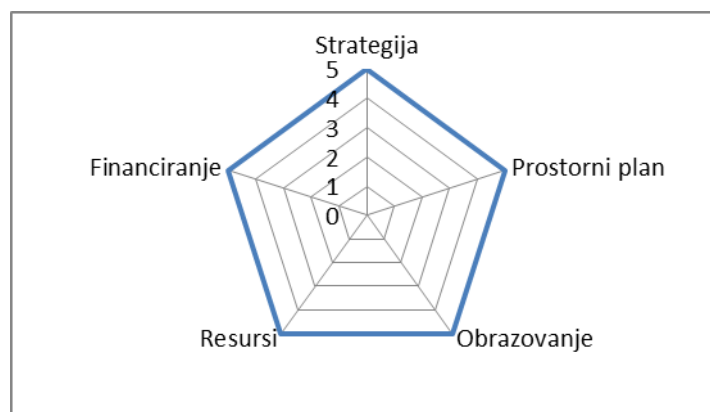 Strategija
5
4
3
2
1
0
Prostorni plan
Financiranje
Resursi
Obrazovanje